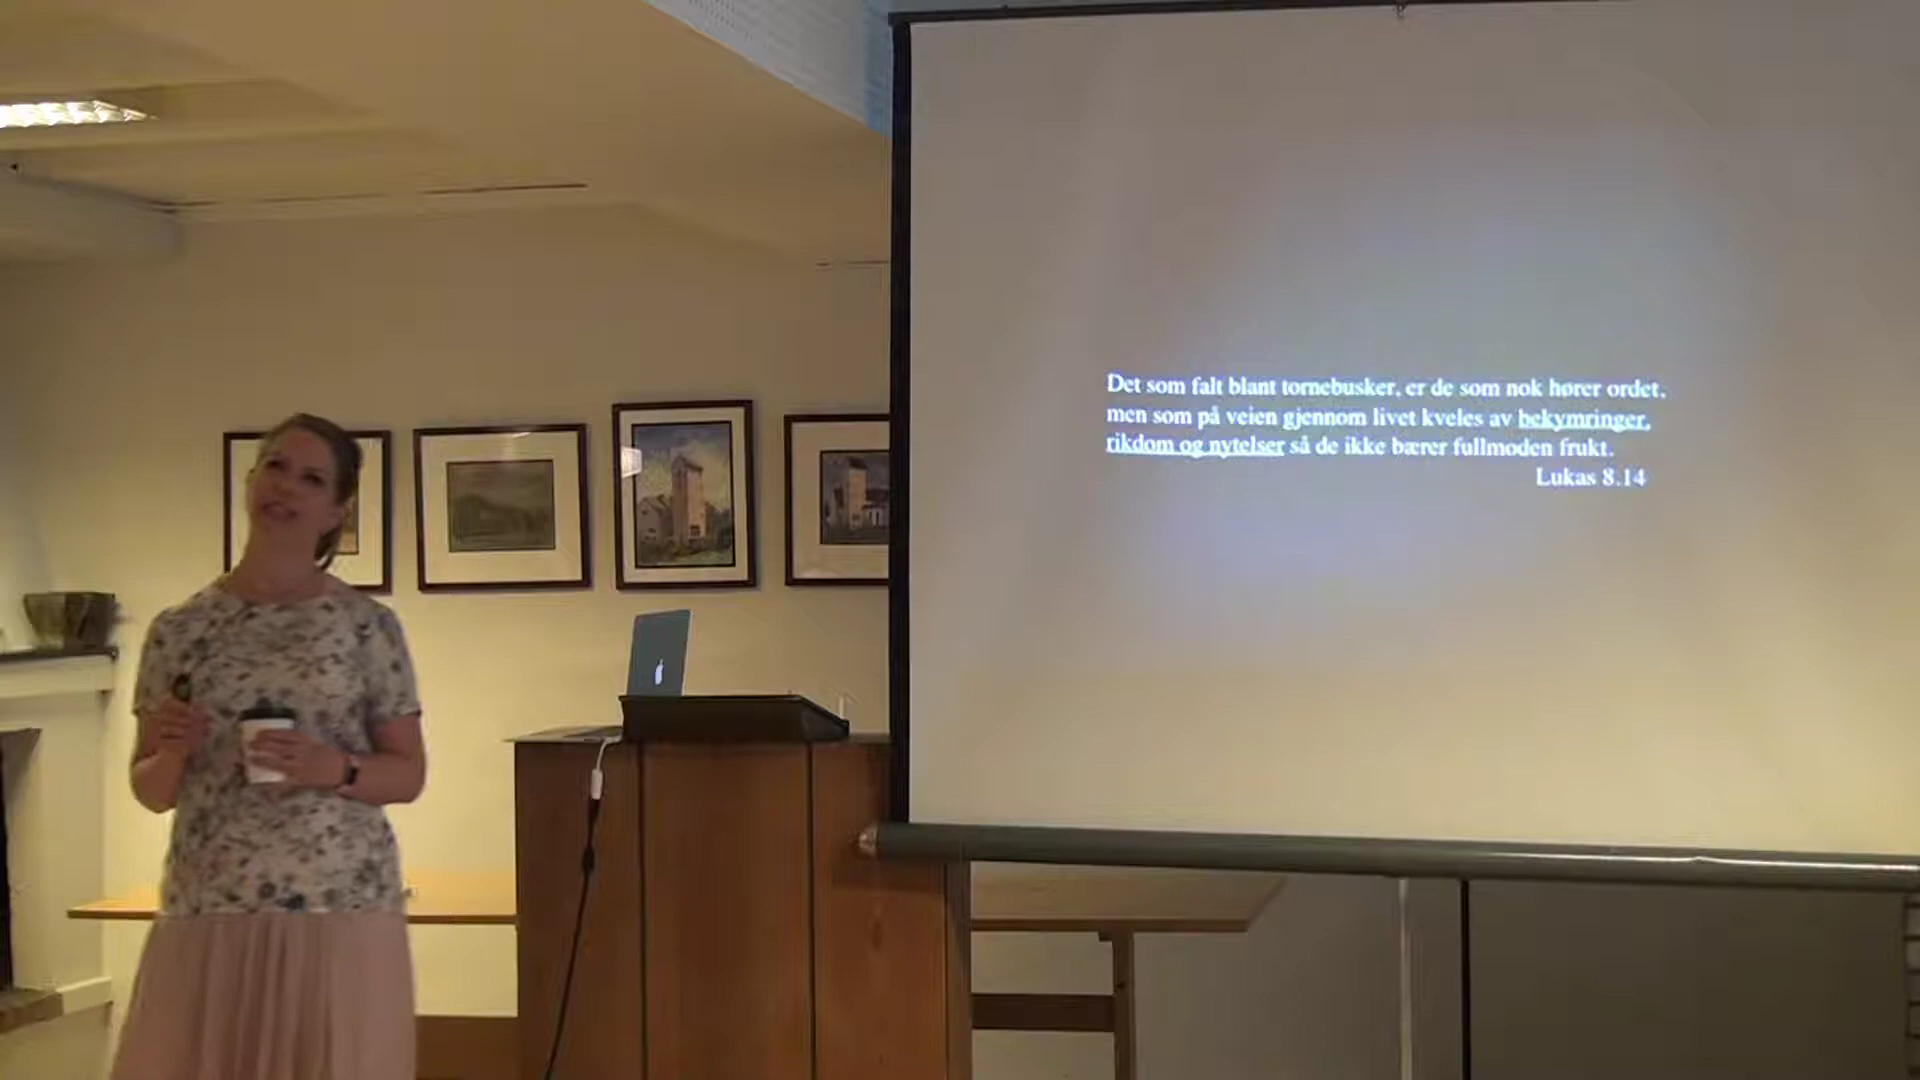 Det som falt blant tornebusker, er de som nok hører ordet,
men som på veien gjennom livet kveles av bekymringer,
rikdom og nytelser så de ikke bærer fullmoden frukt.
Lukas 8.14